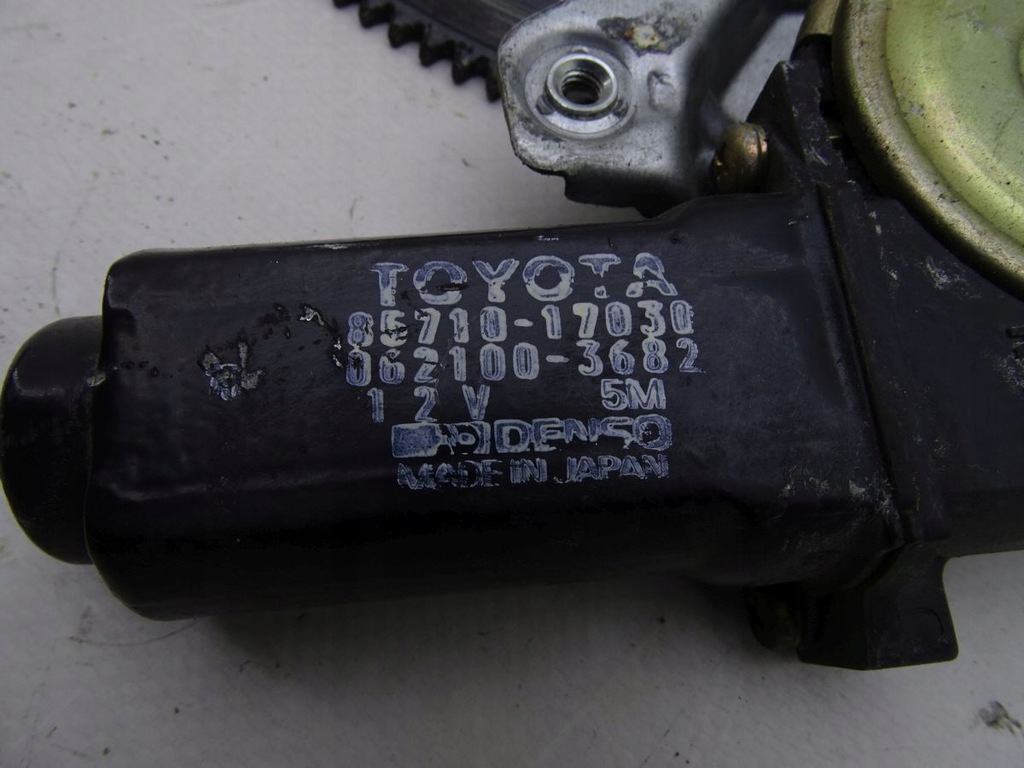 TOYOTA
85710-17030
062100-3682
12V 5M
DENSO
MADE IN JAPAN